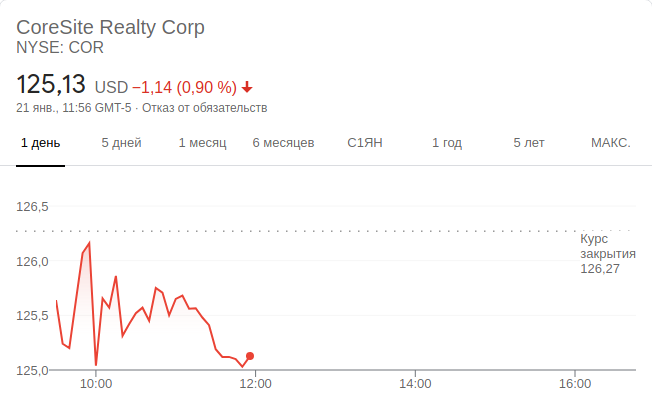 CoreSite Realty Corp
NYSE: COR
125,13 USD −1,14 (0,90 %)
21 янв., 11:56 GMT-5 · Отказ от обязательств
1 день 5 дней 1 месяц 6 месяцев С1ЯН 1 год 5 лет МАКС.
126,5
Курс
закрытия
126,27
126,0
125,5
125,0
10:00 12:00 14:00 16:00